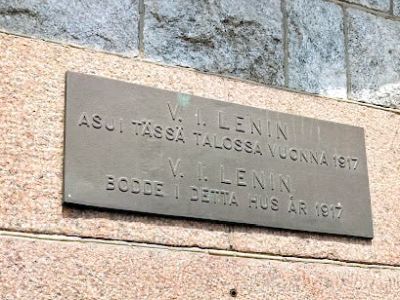 V. I. LENIN
ASUI TÄSSÄ TALOSSA VUONNA 1917
V. I. LENIN
BODDE I DETTA HUS ÅR 1917